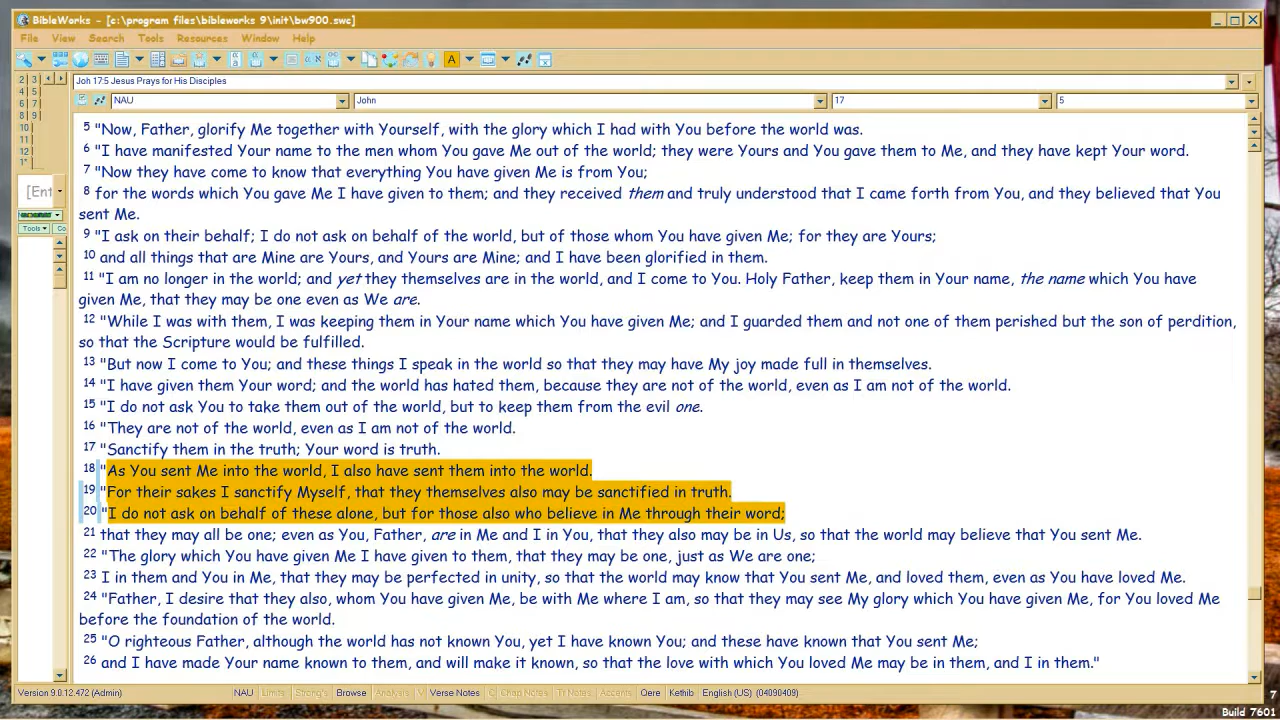 BibleWorks - [c:\program files\bibleworks 9\init\bw900.swc]
File View Search Tools Resources Window Help
2 3 Joh 17:5 Jesus Prays for His Disciples
4 5
6 7 NAU John 17 5
8 9
10
11
12
1"
[Ent
Tools Co
5 "Now, Father, glorify Me together with Yourself, with the glory which I had with You before the world was.
6 "I have manifested Your name to the men whom You gave Me out of the world; they were Yours and You gave them to Me, and they have kept Your word.
7 "Now they have come to know that everything You have given Me is from You;
8 for the words which You gave Me I have given to them; and they received them and truly understood that I came forth from You, and they believed that You
sent Me.
9 "I ask on their behalf; I do not ask on behalf of the world, but of those whom You have given Me; for they are Yours;
10 and all things that are Mine are Yours, and Yours are Mine; and I have been glorified in them.
11 "I am no longer in the world; and yet they themselves are in the world, and I come to You. Holy Father, keep them in Your name, the name which You have
given Me, that they may be one even as We are.
12 "While I was with them, I was keeping them in Your name which You have given Me; and I guarded them and not one of them perished but the son of perdition,
so that the Scripture would be fulfilled.
13 "But now I come to You; and these things I speak in the world so that they may have My joy made full in themselves.
14 "I have given them Your word; and the world has hated them, because they are not of the world, even as I am not of the world.
15 "I do not ask You to take them out of the world, but to keep them from the evil one.
16 "They are not of the world, even as I am not of the world.
17 "Sanctify them in the truth; Your word is truth.
18 "As You sent Me into the world, I also have sent them into the world.
19 "For their sakes I sanctify Myself, that they themselves also may be sanctified in truth.
20 "I do not ask on behalf of these alone, but for those also who believe in Me through their word;
21 that they may all be one; even as You, Father, are in Me and I in You, that they also may be in Us, so that the world may believe that You sent Me.
22 "The glory which You have given Me I have given to them, that they may be one, just as We are one;
23 I in them and You in Me, that they may be perfected in unity, so that the world may know that You sent Me, and loved them, even as You have loved Me.
24 "Father, I desire that they also, whom You have given Me, be with Me where I am, so that they may see My glory which You have given Me, for You loved Me
before the foundation of the world.
25 "O righteous Father, although the world has not known You, yet I have known You; and these have known that You sent Me;
26 and I have made Your name known to them, and will make it known, so that the love with which You loved Me may be in them, and I in them."
Version 9.0.12.472 (Admin) NAU Limits Strong's Browse Analysis V Verse Notes C Chap Notes Tr Notes Accents Qere Kethib English (US) (04090409)
7
Build 7601